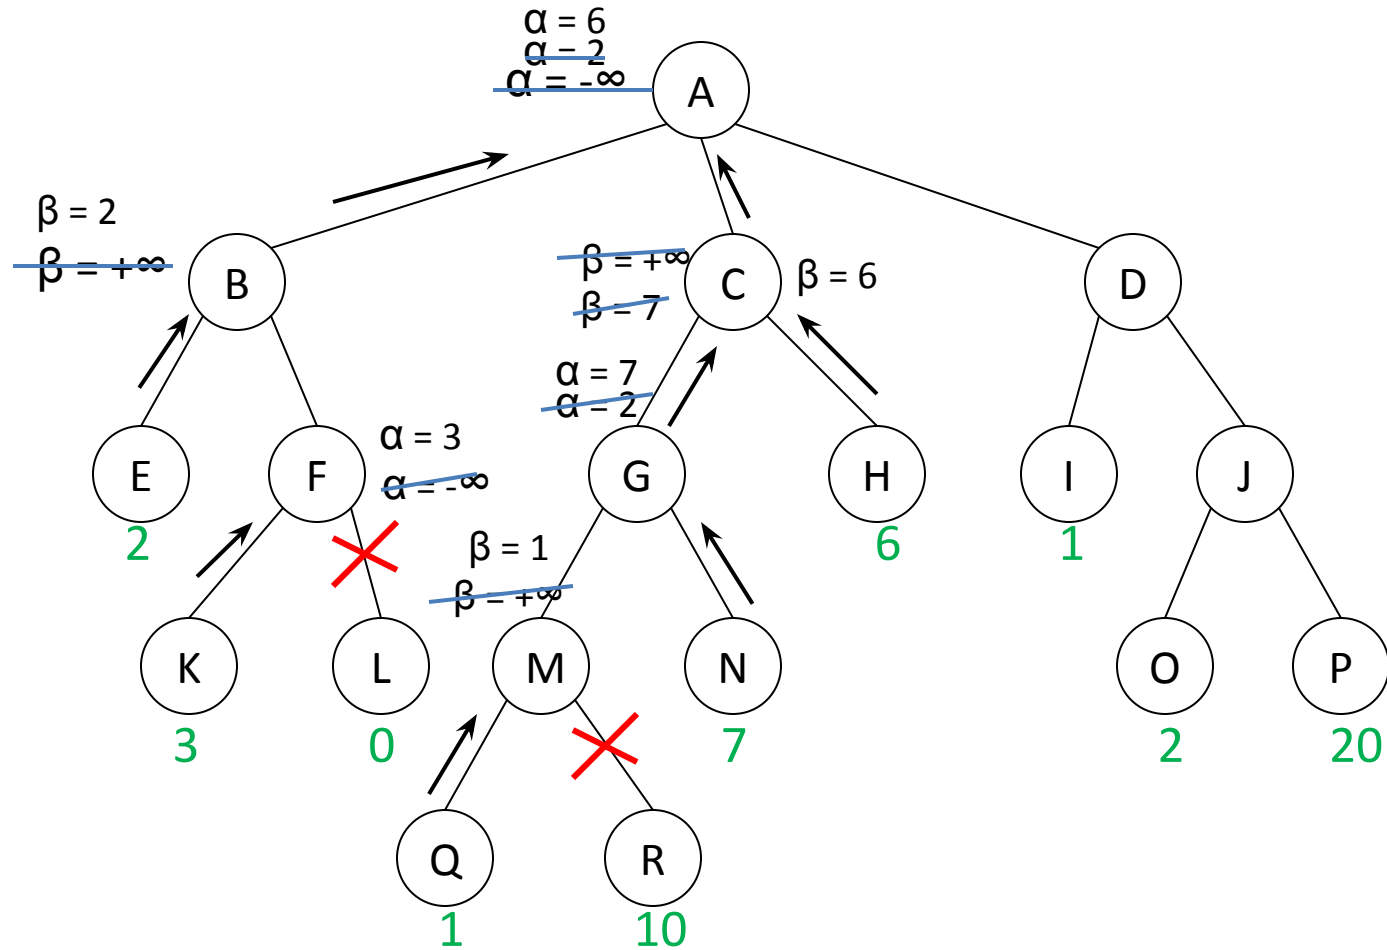 α = 6
α = 2
α = -∞
A
β = 2
β = +∞
B
β = +∞
β = 7
C
β = 6
D
α = 7
α = 2
E
F
α = 3
α = -∞
G
H
I
J
2
6
1
β = 1
β = +∞
K
L
M
N
O
P
3
0
7
2
20
Q
R
1
10